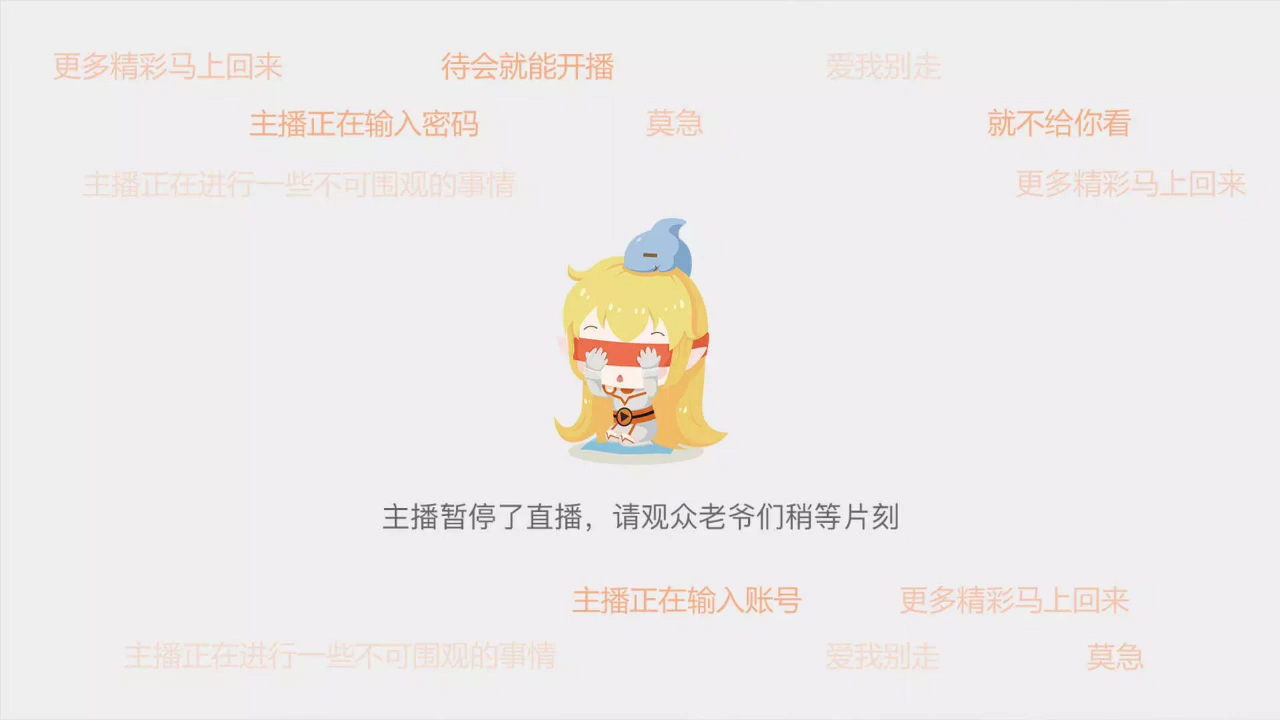 更多精彩马上回来
待会就能开播
爱我别走
主播正在输入密码
莫急
就不给你看
主播正在进行一些不可围观的事情
更多精彩马上回来
主播暂停了直播，请观众老爷们稍等片刻
主播正在输入账号
更多精彩马上回来
主播正在进行一些不可围观的事情
爱我别走
莫急